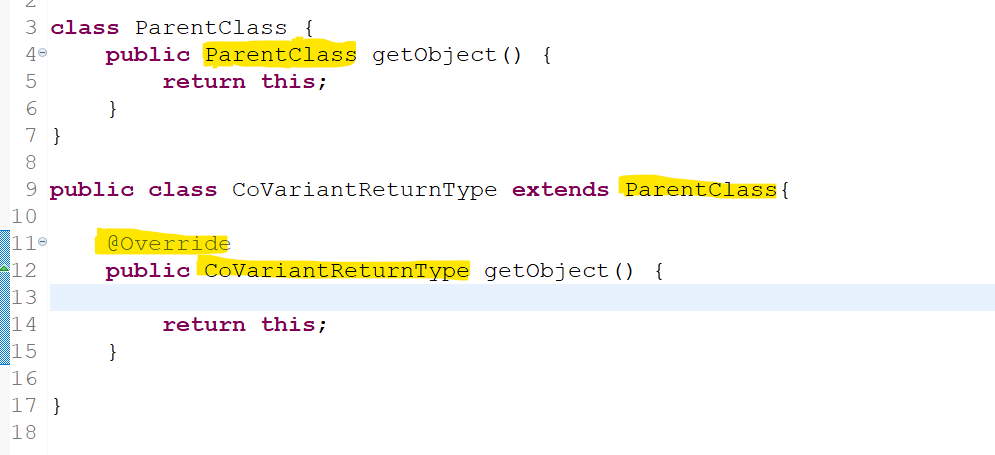 2
3 class ParentClass {
4 public ParentClass getObject() {
5 return this;
6 }
7 }
8
9 public class CoVariantReturnType extends ParentClass{
10
11 @Override
12 public CoVariantReturnType getObject() {
13
14 return this;
15 }
16
17 }
18